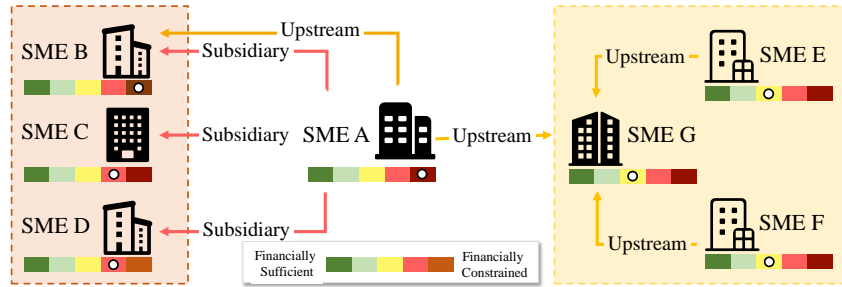 Upstream
SME B
Subsidiary
SME C
Subsidiary
SME A
Upstream
SME D
Subsidiary
Financially
Sufficient
Financially
Constrained
Upstream
SME E
SME G
Upstream
SME F